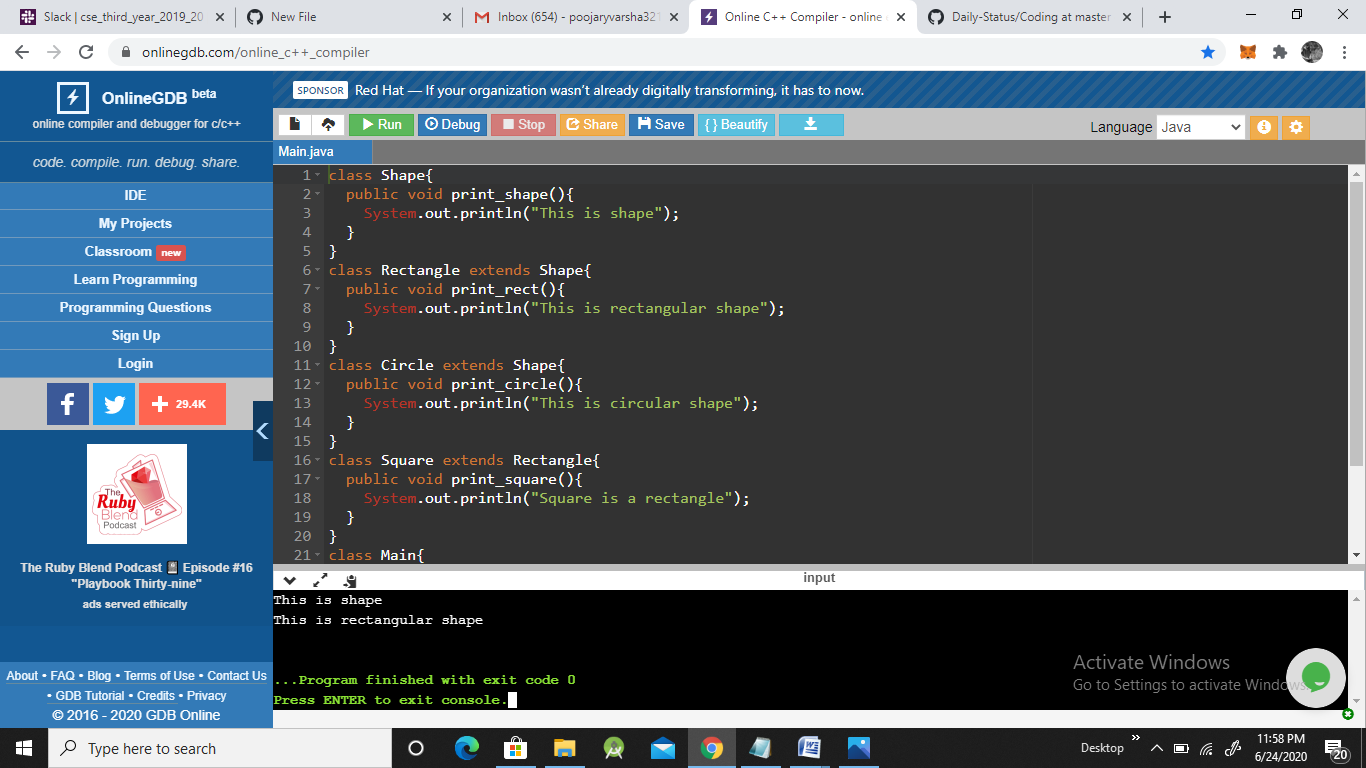 Slack | cse_third_year_2019_20
New File
Inbox (654) - poojaryvarsha321
Online C++ Compiler - online
Daily-Status/Coding at master
onlinegdb.com/online_c++_compiler
OnlineGDB beta
online compiler and debugger for c/c++
code. compile. run. debug. share.
IDE
My Projects
Classroom new
Learn Programming
Programming Questions
Sign Up
Login
29.4K
The
Ruby
Blend
Podcast
The Ruby Blend Podcast Episode #16
"Playbook Thirty-nine"
ads served ethically
About • FAQ • Blog • Terms of Use • Contact Us
• GDB Tutorial • Credits • Privacy
© 2016 - 2020 GDB Online
SPONSOR Red Hat — If your organization wasn't already digitally transforming, it has to now.
Run Debug Stop Share Save { } Beautify
Language Java
Main.java
1 class Shape{
2 public void print_shape(){
3 System.out.println("This is shape");
4 }
5 }
6 class Rectangle extends Shape{
7 public void print_rect(){
8 System.out.println("This is rectangular shape");
9 }
10 }
11 class Circle extends Shape{
12 public void print_circle(){
13 System.out.println("This is circular shape");
14 }
15 }
16 class Square extends Rectangle{
17 public void print_square(){
18 System.out.println("Square is a rectangle");
19 }
20 }
21 class Main{
input
This is shape
This is rectangular shape
...Program finished with exit code 0
Press ENTER to exit console.
Activate Windows
Go to Settings to activate Windows.
Type here to search
Desktop
11:58 PM
6/24/2020
20